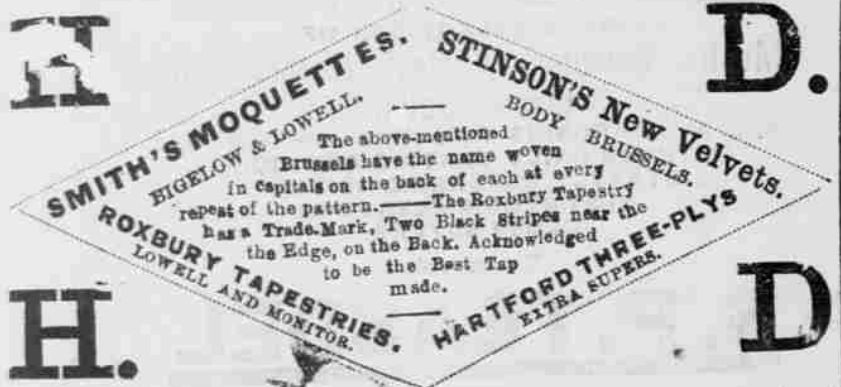 H D.
SMITH'S MOQUETTES.
BIGELOW & LOWELL.
STINSON'S New Velvets.
BODY BRUSSELS.
The above-mentioned
Brussels have the name woven
in capitals on the back of each at every
repeat of the pattern.——The Roxbury Tapestry
has a Trade-Mark, Two Black Stripes near the
the Edge, on the Back. Acknowledged
to be the Best Tap
made.
ROXBURY TAPESTRIES.
LOWELL AND MONITOR.
HARTFORD THREE-PLYS
EXTRA SUPERS.
H. D